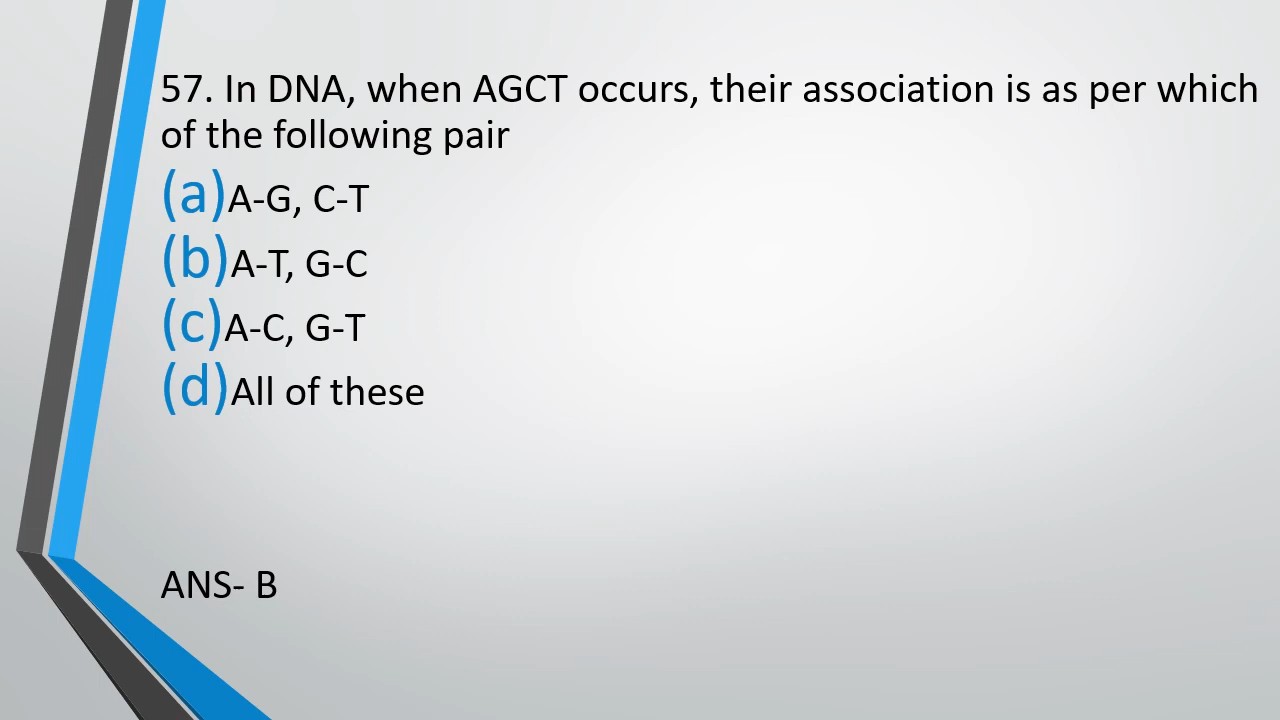 57. In DNA, when AGCT occurs, their association is as per which
of the following pair
(a)A-G, C-T
(b)A-T, G-C
(c)A-C, G-T
(d)All of these
ANS- B